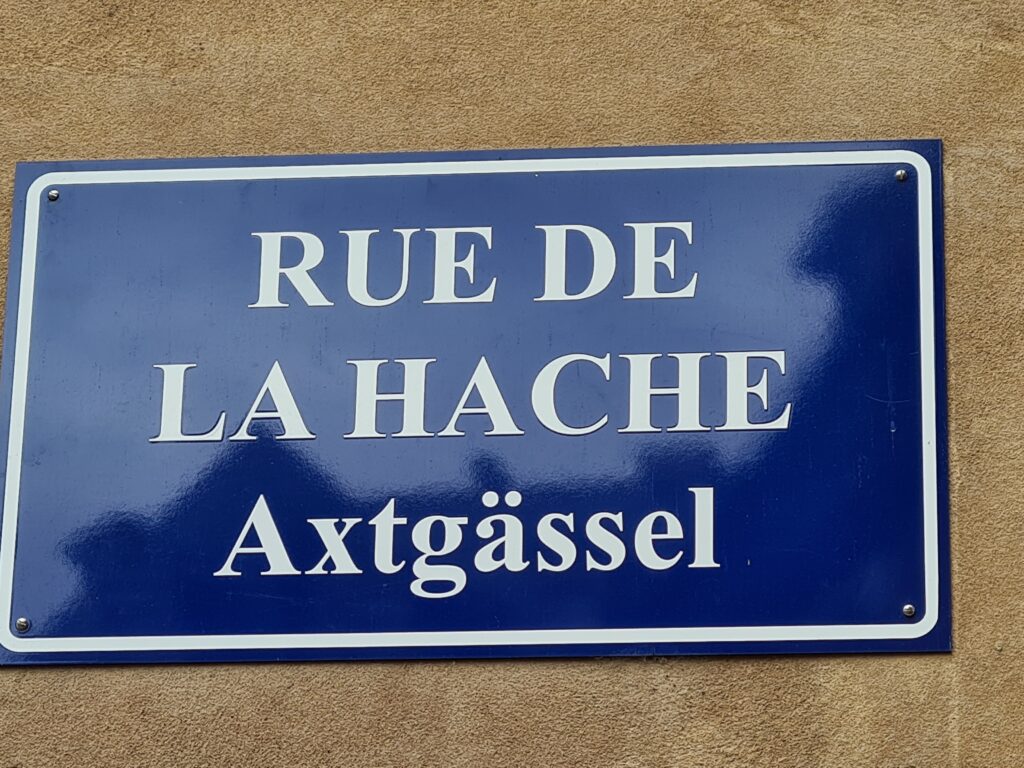 RUE DE
LA HACHE
Axtgässel